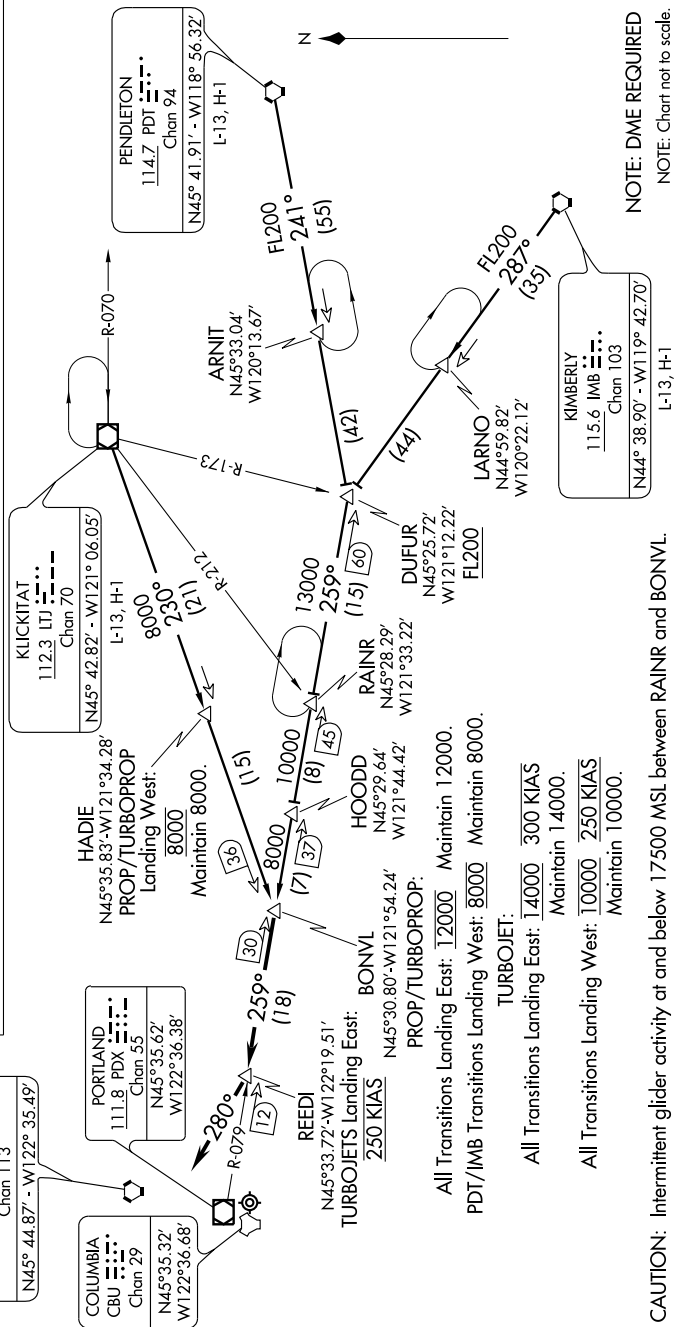 Chan 113
N45° 44.87' - W122° 35.49'
COLUMBIA
CBU
Chan 29
N45°35.32'
W122°36.68'
PORTLAND
111.8 PDX
Chan 55
N45°35.62'
W122°36.38'
R-079
280°
12
REEDI
N45°33.72'-W122°19.51'
TURBOJETS Landing East:
250 KIAS
259°
(18)
30
BONVL
N45°30.80'-W121°54.24'
PROP/TURBOPROP:
All Transitions Landing East: 12000 Maintain 12000.
PDT/IMB Transitions Landing West: 8000 Maintain 8000.
TURBOJET:
All Transitions Landing East: 14000 300 KIAS
Maintain 14000.
All Transitions Landing West: 10000 250 KIAS
Maintain 10000.
CAUTION: Intermittent glider activity at and below 17500 MSL between RAINR and BONVL.
HADIE
N45°35.83'-W121°34.28'
PROP/TURBOPROP
Landing West:
8000
Maintain 8000.
36
(15)
8000
(7)
37
HOODD
N45°29.64'
W121°44.42'
10000
(8)
45
RAINR
N45°28.29'
W121°33.22'
13000
259°
(15)
60
DUFUR
N45°25.72'
W121°12.22'
FL200
KLICKITAT
112.3 LTJ
Chan 70
N45° 42.82' - W121° 06.05'
L-13, H-1
8000
230°
(21)
R-212
R-173
R-070
ARNIT
N45°33.04'
W120°13.67'
(42)
FL200
241°
(55)
PENDLETON
114.7 PDT
Chan 94
N45° 41.91' - W118° 56.32'
L-13, H-1
(44)
LARNO
N44°59.82'
W120°22.12'
FL200
287°
(35)
KIMBERLY
115.6 IMB
Chan 103
N44° 38.90' - W119° 42.70'
L-13, H-1
N
NOTE: DME REQUIRED
NOTE: Chart not to scale.